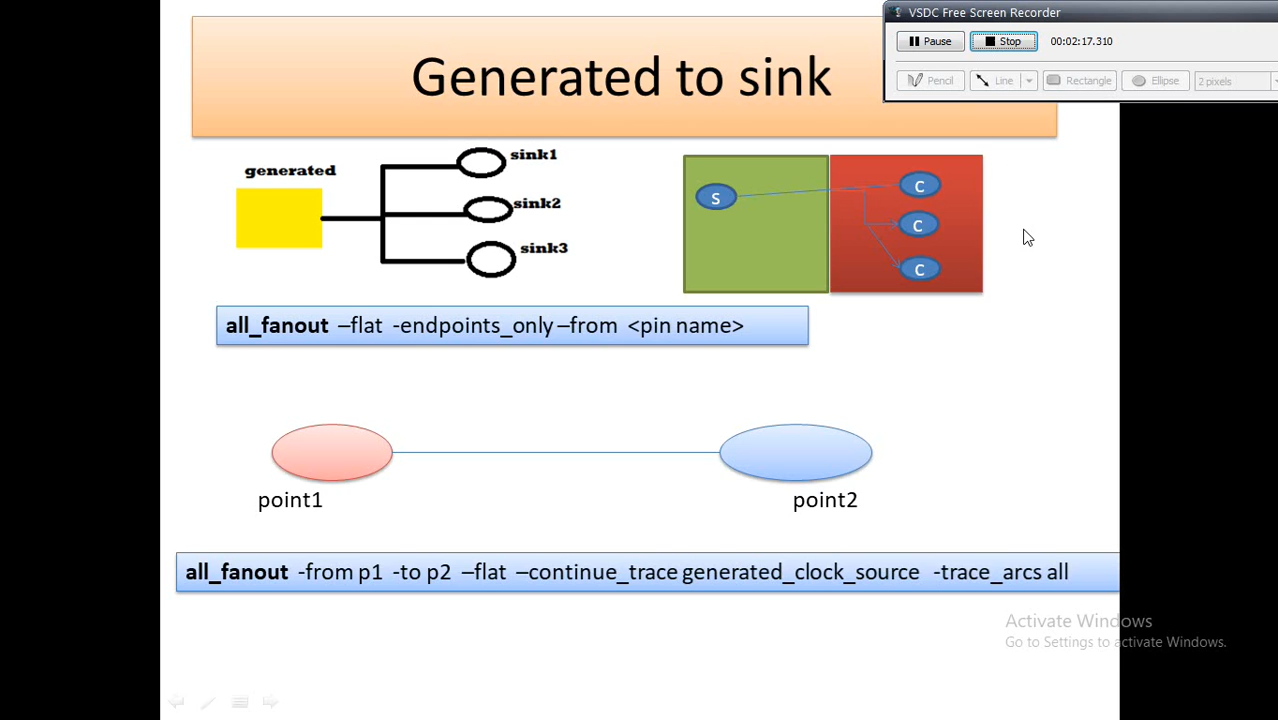 VSDC Free Screen Recorder
Pause
Stop
00:02:17.310
Pencil
Line
Rectangle
Ellipse
2 pixels
Generated to sink
generated
sink1
sink2
sink3
S
C
C
C
all_fanout –flat -endpoints_only –from <pin name>
point1
point2
all_fanout -from p1 -to p2 –flat –continue_trace generated_clock_source -trace_arcs all
Activate Windows
Go to Settings to activate Windows.